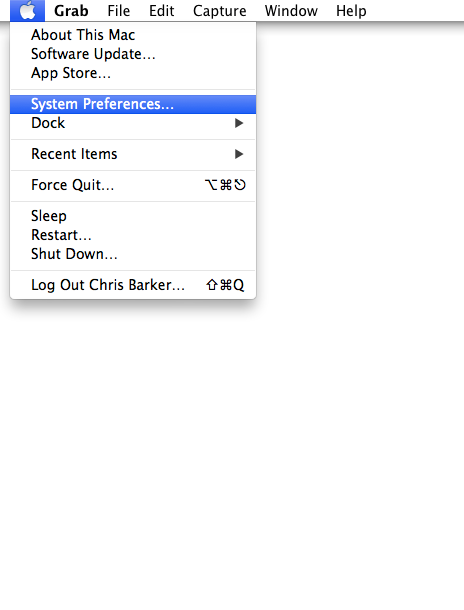 Grab File Edit Capture Window Help
About This Mac
Software Update...
App Store...
System Preferences...
Dock ▶
Recent Items ▶
Force Quit... ⌥⌘⎋
Sleep
Restart...
Shut Down...
Log Out Chris Barker... ⇧⌘Q